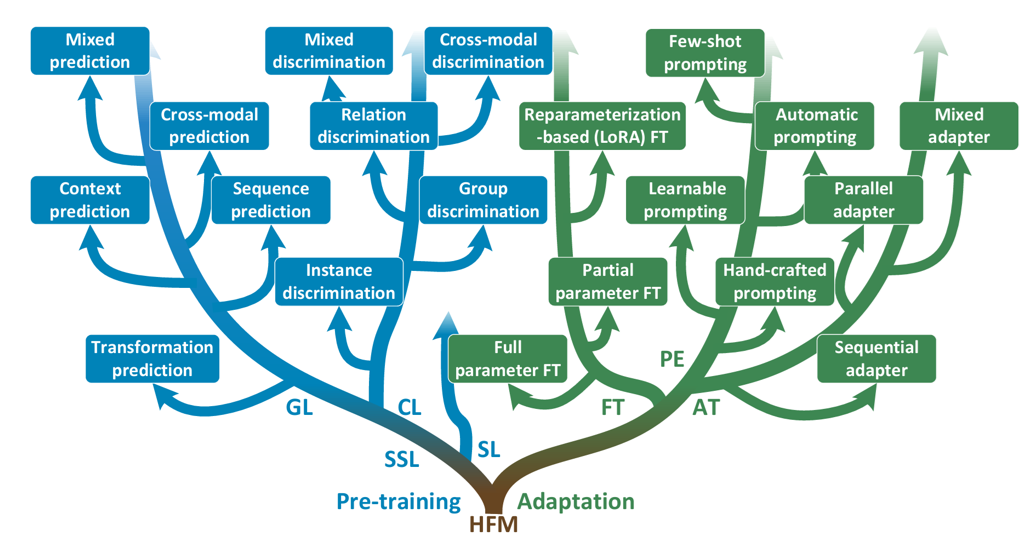 Mixed
prediction
Mixed
discrimination
Cross-modal
discrimination
Few-shot
prompting
Cross-modal
prediction
Relation
discrimination
Reparameterization
-based (LoRA) FT
Automatic
prompting
Mixed
adapter
Context
prediction
Sequence
prediction
Group
discrimination
Learnable
prompting
Parallel
adapter
Instance
discrimination
Partial
parameter FT
Hand-crafted
prompting
Transformation
prediction
Full
parameter FT
PE
Sequential
adapter
GL
CL
FT
AT
SSL
SL
Pre-training
Adaptation
HFM